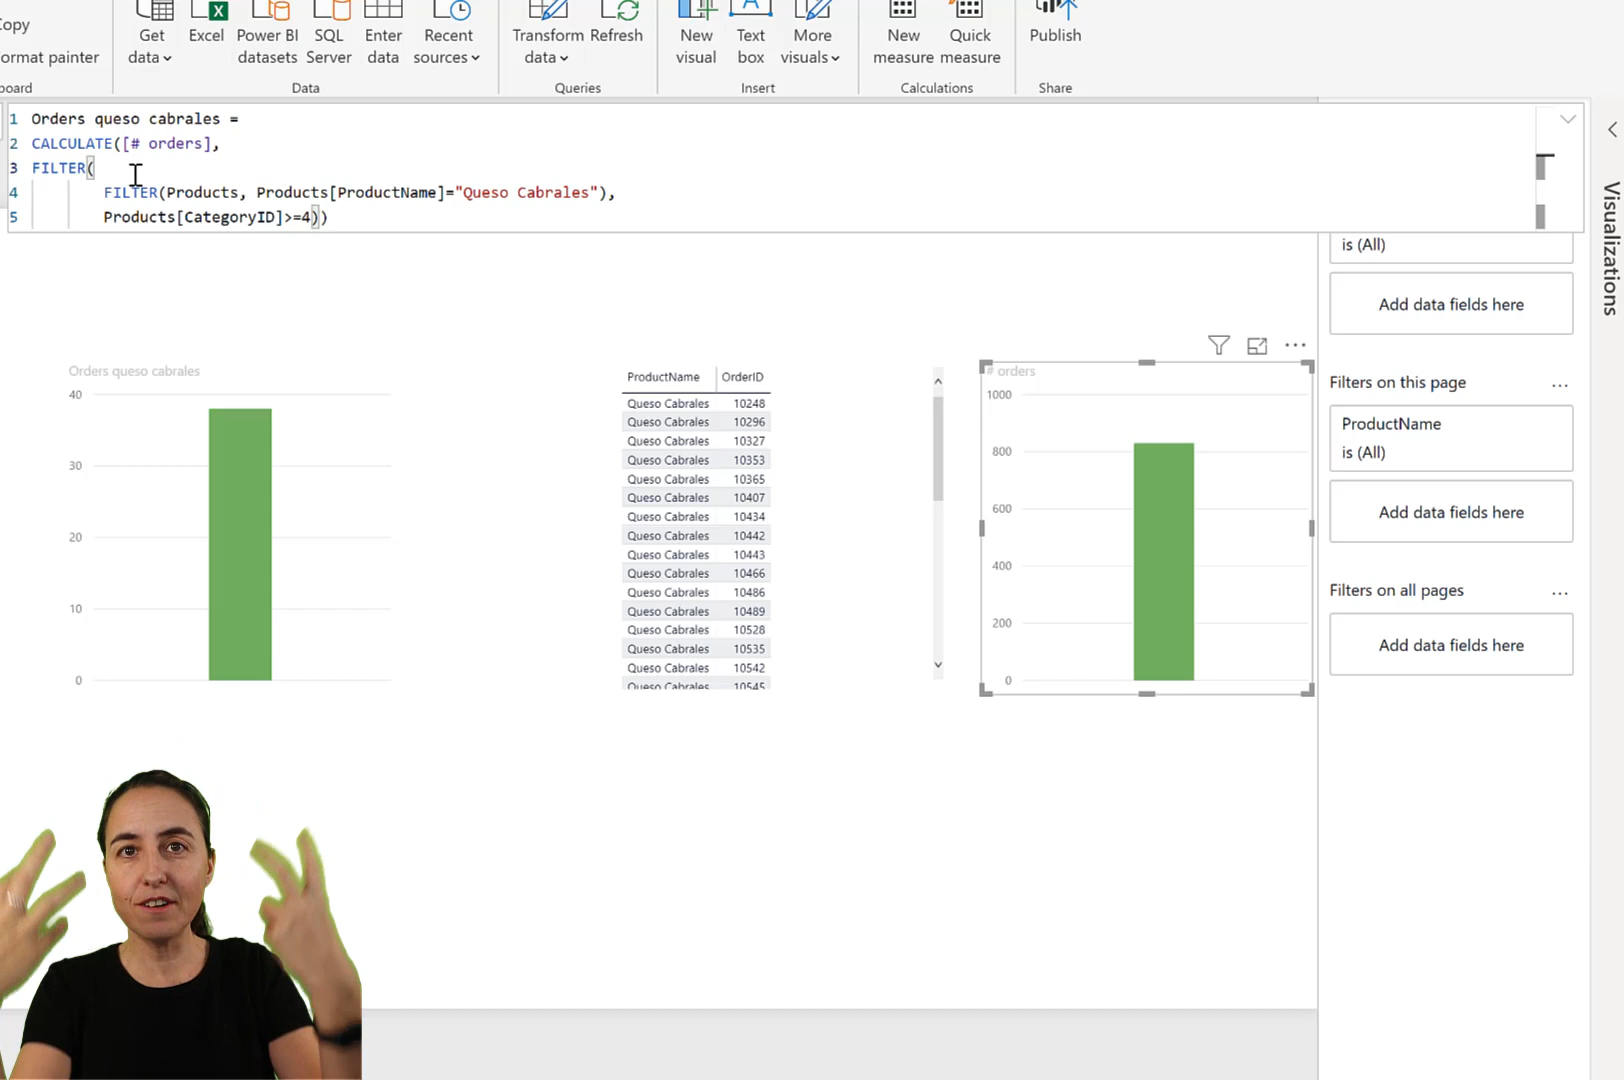 Copy
ormat painter
board
Get data
Excel
Power BI datasets
SQL Server
Enter data
Recent sources
Data
Transform data
Refresh
Queries
New visual
Text box
More visuals
Insert
New measure
Quick measure
Calculations
Publish
Share
1 Orders queso cabrales =
2 CALCULATE([# orders],
3 FILTER(
4 FILTER(Products, Products[ProductName]="Queso Cabrales"),
5 Products[CategoryID]>=4))
Visualizations
is (All)
Add data fields here
Filters on this page ...
ProductName
is (All)
Add data fields here
Filters on all pages ...
Add data fields here
Orders queso cabrales
40
30
20
10
0
ProductName OrderID
Queso Cabrales 10248
Queso Cabrales 10296
Queso Cabrales 10327
Queso Cabrales 10353
Queso Cabrales 10365
Queso Cabrales 10407
Queso Cabrales 10434
Queso Cabrales 10442
Queso Cabrales 10443
Queso Cabrales 10466
Queso Cabrales 10486
Queso Cabrales 10489
Queso Cabrales 10528
Queso Cabrales 10535
Queso Cabrales 10542
Queso Cabrales 10545
# orders
1000
800
600
400
200
0